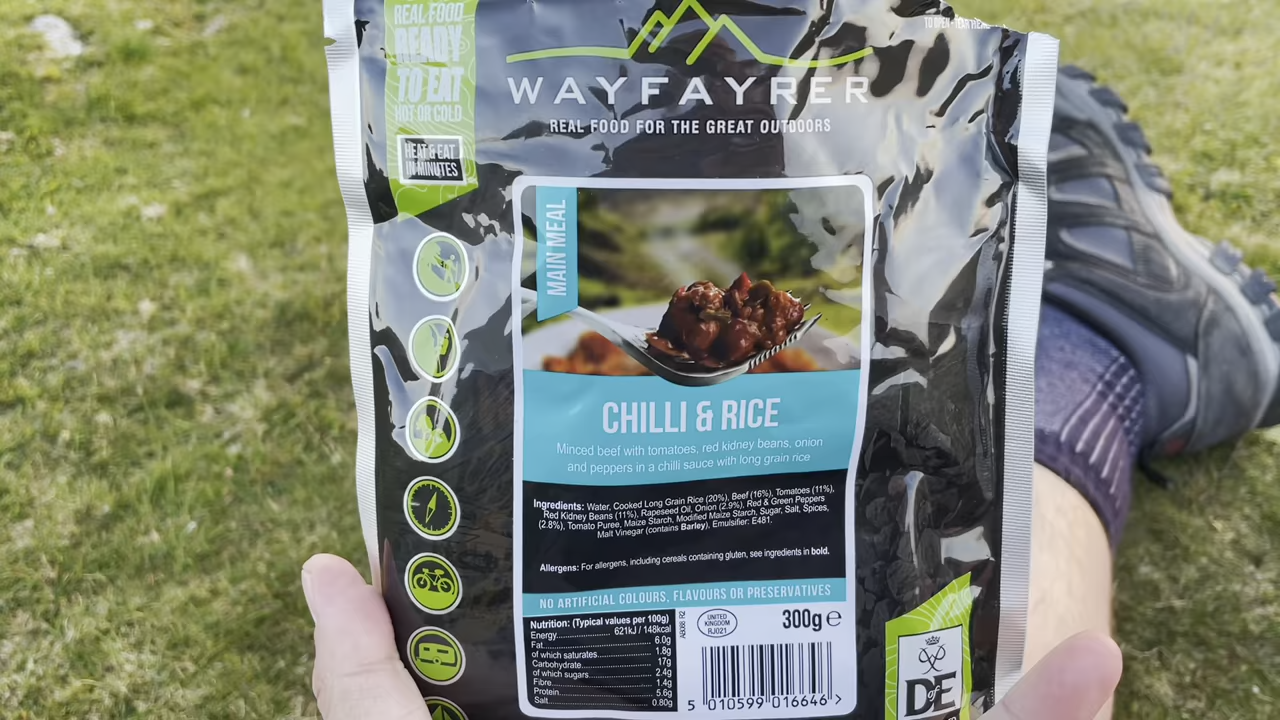 REAL FOOD
READY
TO EAT
HOT OR COLD
HEAT & EAT
IN MINUTES
TO OPEN
WAYFAYRER
REAL FOOD FOR THE GREAT OUTDOORS
MAIN MEAL
CHILLI & RICE
Minced beef with tomatoes, red kidney beans, onion
and peppers in a chilli sauce with long grain rice
Ingredients: Water, Cooked Long Grain Rice (20%), Beef (16%), Tomatoes (11%),
Red Kidney Beans (11%), Rapeseed Oil, Onion (2.9%), Red & Green Peppers
(2.8%), Tomato Puree, Maize Starch, Modified Maize Starch, Sugar, Salt, Spices,
Malt Vinegar (contains Barley), Emulsifier: E481.
Allergens: For allergens, including cereals containing gluten, see ingredients in bold.
NO ARTIFICIAL COLOURS, FLAVOURS OR PRESERVATIVES
Nutrition: (Typical values per 100g)
Energy 621kJ / 148kcal
Fat 6.0g
of which saturates 1.8g
Carbohydrate 17g
of which sugars 2.4g
Fibre 1.4g
Protein 5.6g
Salt 0.80g
UNITED
KINGDOM
RJ021
300g e
5 010599 016646 >
DofE